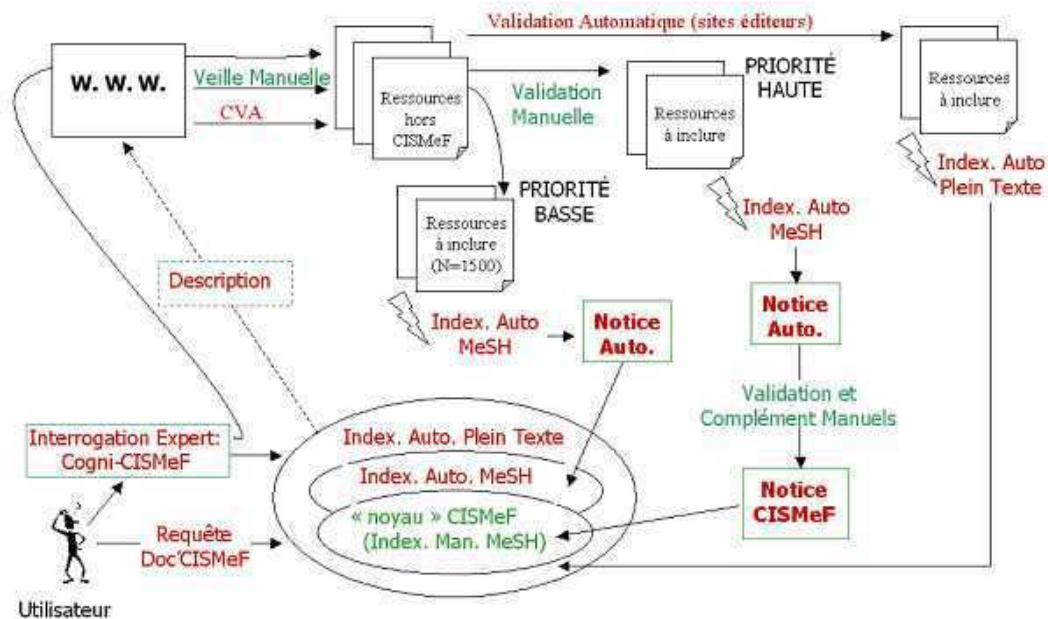 Validation Automatique (sites éditeurs)
W. W. W.
Veille Manuelle
CVA
Ressources
hors
CISMeF
Validation
Manuelle
PRIORITÉ
HAUTE
Ressources
à inclure
Ressources
à inclure
Index. Auto
Plein Texte
PRIORITÉ
BASSE
Ressources
à inclure
(N=1500)
Index. Auto
MeSH
Description
Index. Auto
MeSH
Notice
Auto.
Notice
Auto.
Validation et
Complément Manuels
Interrogation Expert:
Cogni-CISMeF
Index. Auto. Plein Texte
Index. Auto. MeSH
« noyau » CISMeF
(Index. Man. MeSH)
Notice
CISMeF
Requête
Doc'CISMeF
Utilisateur